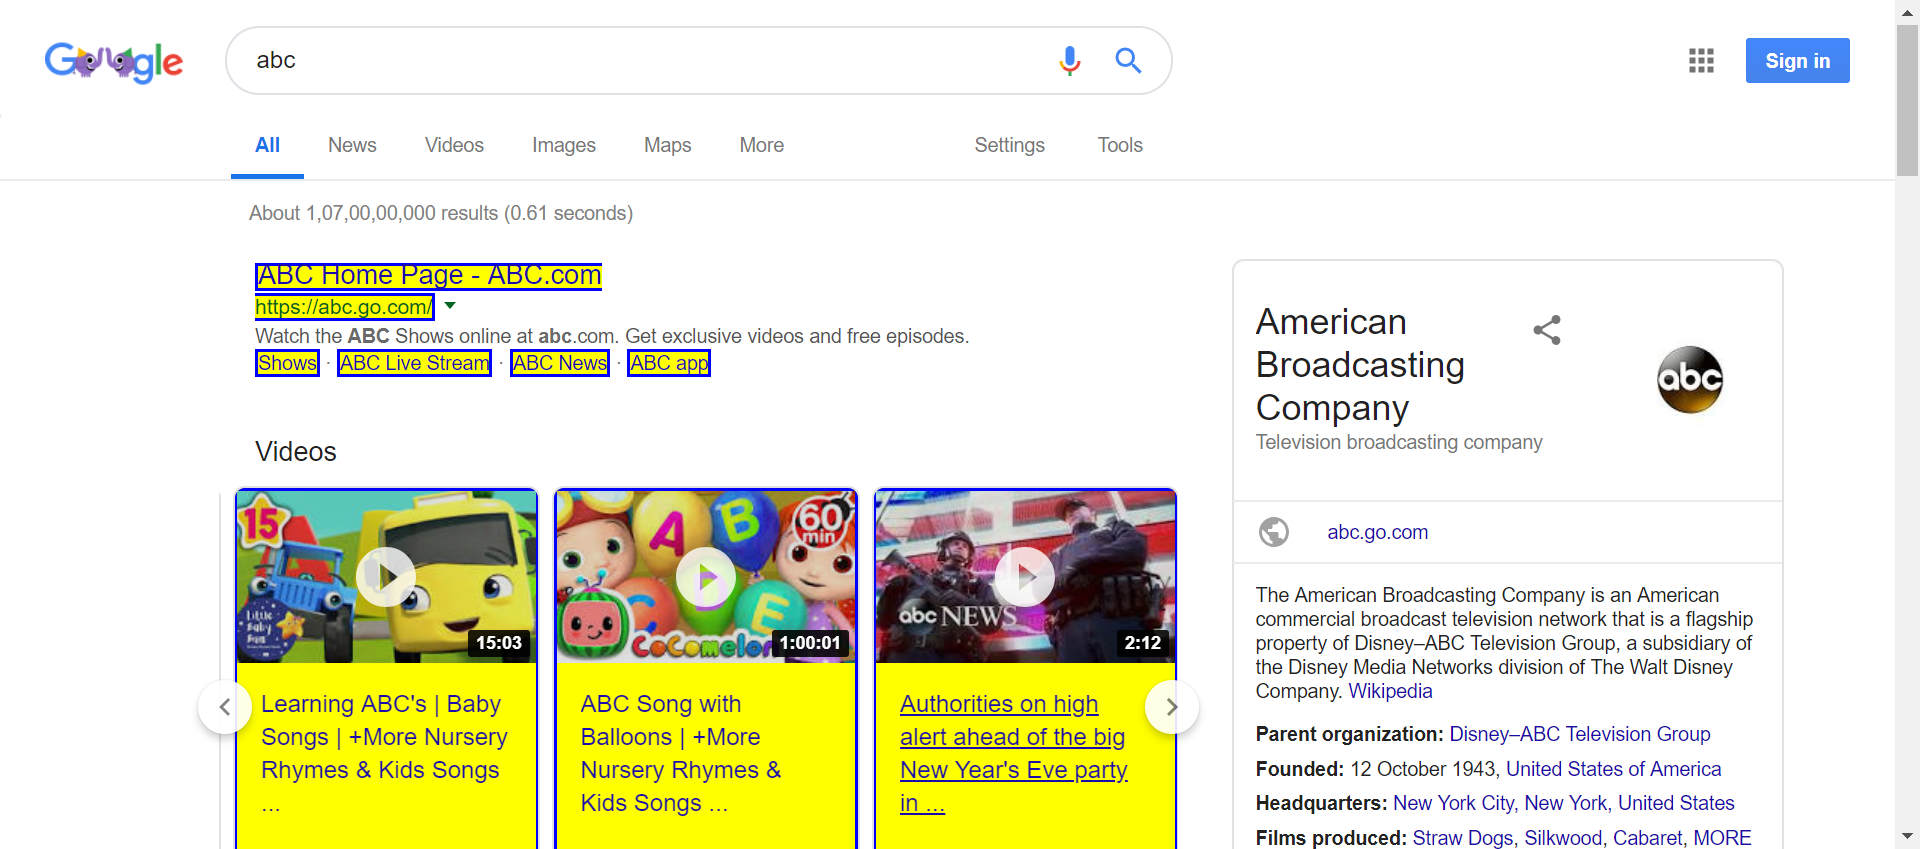 Google
abc
Sign in
All News Videos Images Maps More Settings Tools
About 1,07,00,00,000 results (0.61 seconds)
ABC Home Page - ABC.com
https://abc.go.com/
Watch the ABC Shows online at abc.com. Get exclusive videos and free episodes.
Shows · ABC Live Stream · ABC News · ABC app
Videos
15
Little
Baby
Bum
15:03
Learning ABC's | Baby
Songs | +More Nursery
Rhymes & Kids Songs
...
A B
60
min
C D E
CoComelon
1:00:01
ABC Song with
Balloons | +More
Nursery Rhymes &
Kids Songs ...
abc NEWS
2:12
Authorities on high
alert ahead of the big
New Year's Eve party
in ...
American
Broadcasting
Company
Television broadcasting company
abc
abc.go.com
The American Broadcasting Company is an American
commercial broadcast television network that is a flagship
property of Disney–ABC Television Group, a subsidiary of
the Disney Media Networks division of The Walt Disney
Company. Wikipedia
Parent organization: Disney–ABC Television Group
Founded: 12 October 1943, United States of America
Headquarters: New York City, New York, United States
Films produced: Straw Dogs, Silkwood, Cabaret, MORE